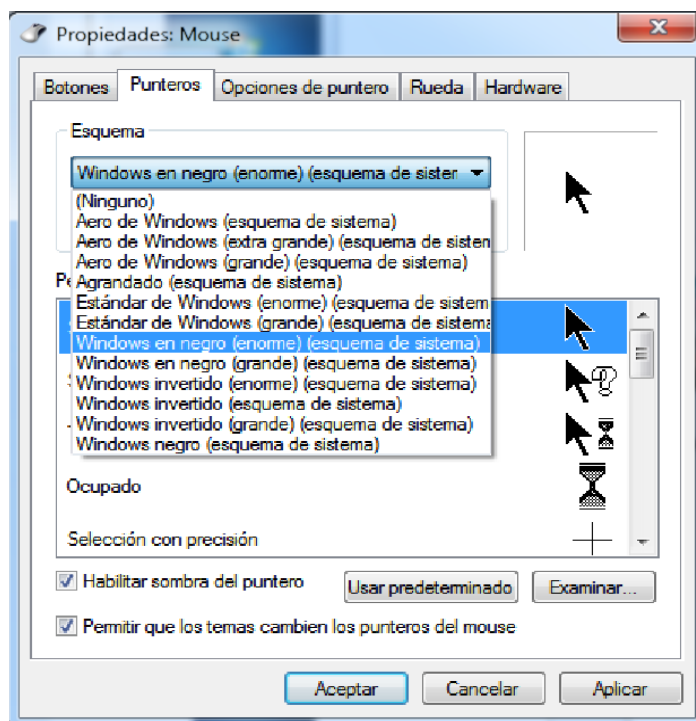 Propiedades: Mouse
Botones Punteros Opciones de puntero Rueda Hardware
Esquema
Windows en negro (enorme) (esquema de sister
(Ninguno)
Aero de Windows (esquema de sistema)
Aero de Windows (extra grande) (esquema de sisten
Aero de Windows (grande) (esquema de sistema)
Agrandado (esquema de sistema)
Estándar de Windows (enorme) (esquema de sistem
Estándar de Windows (grande) (esquema de sistema
Windows en negro (enorme) (esquema de sistema)
Windows en negro (grande) (esquema de sistema)
Windows invertido (enorme) (esquema de sistema)
Windows invertido (esquema de sistema)
Windows invertido (grande) (esquema de sistema)
Windows negro (esquema de sistema)
Ocupado
Selección con precisión
Habilitar sombra del puntero Usar predeterminado Examinar...
Permitir que los temas cambien los punteros del mouse
Aceptar Cancelar Aplicar